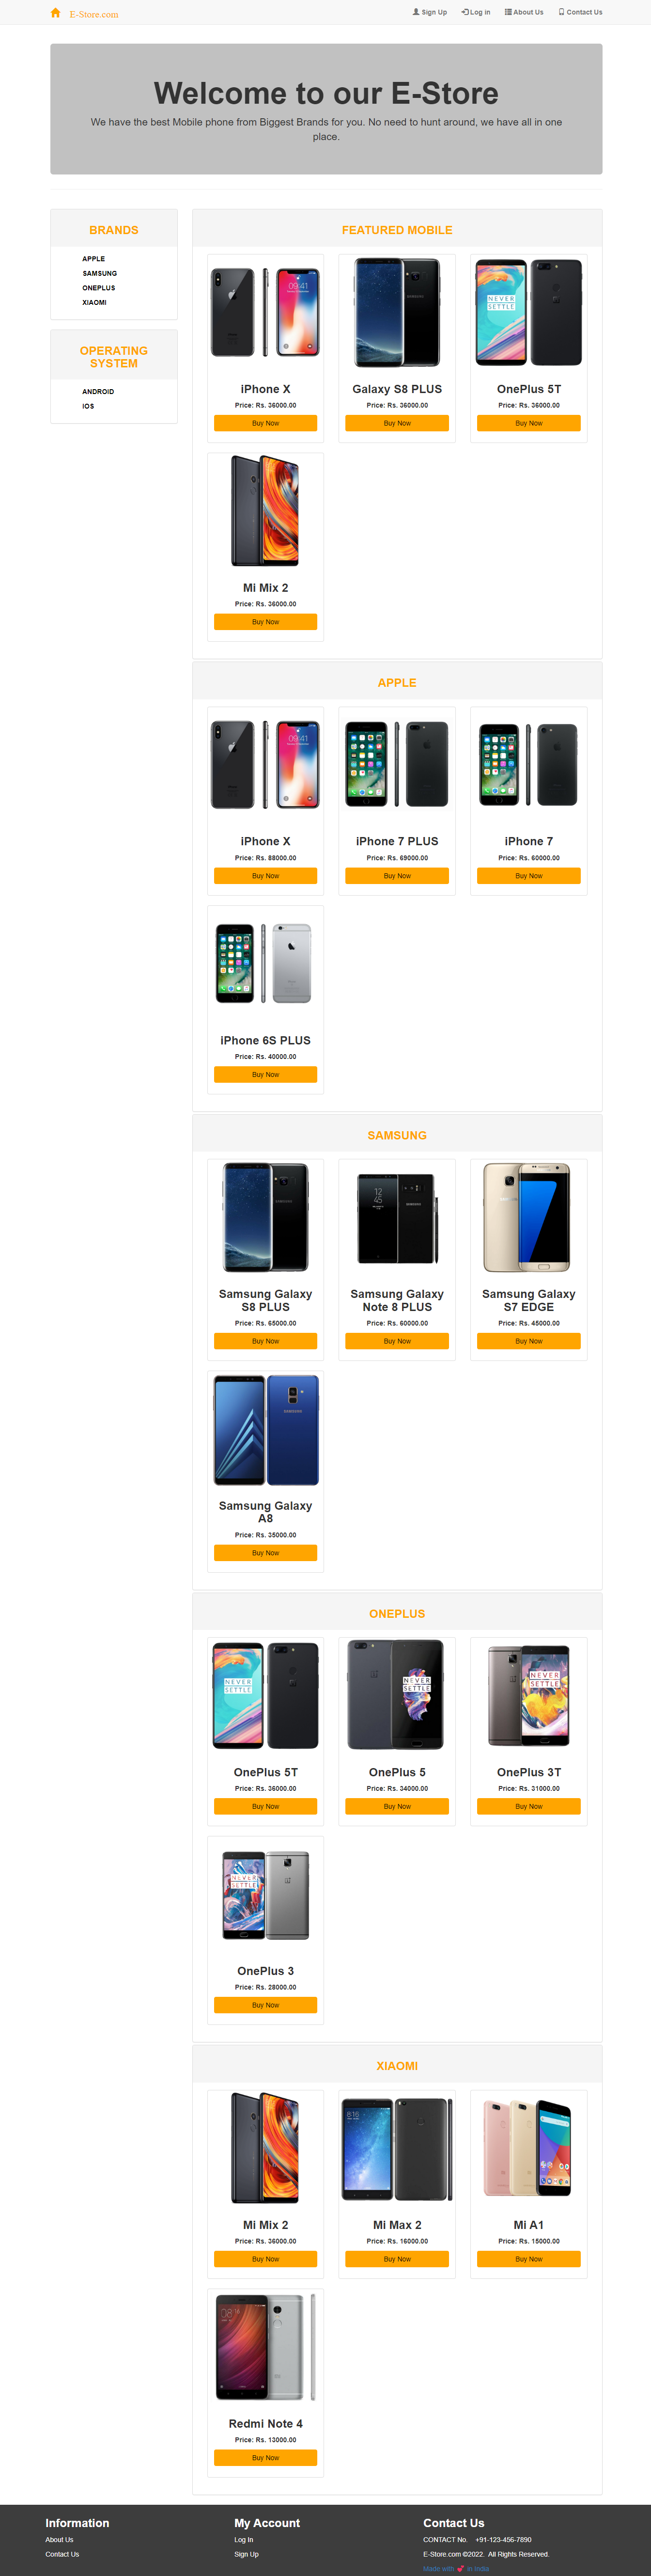 E-Store.com
Sign Up
Log in
About Us
Contact Us
Welcome to our E-Store
We have the best Mobile phone from Biggest Brands for you. No need to hunt around, we have all in one
place.
BRANDS
APPLE
SAMSUNG
ONEPLUS
XIAOMI
OPERATING
SYSTEM
ANDROID
IOS
FEATURED MOBILE
NEVER
SETTLE
iPhone X
Price: Rs. 36000.00
Buy Now
Galaxy S8 PLUS
Price: Rs. 36000.00
Buy Now
OnePlus 5T
Price: Rs. 36000.00
Buy Now
Mi Mix 2
Price: Rs. 36000.00
Buy Now
APPLE
iPhone X
Price: Rs. 88000.00
Buy Now
iPhone 7 PLUS
Price: Rs. 69000.00
Buy Now
iPhone 7
Price: Rs. 60000.00
Buy Now
iPhone 6S PLUS
Price: Rs. 40000.00
Buy Now
SAMSUNG
Samsung Galaxy
S8 PLUS
Price: Rs. 65000.00
Buy Now
Samsung Galaxy
Note 8 PLUS
Price: Rs. 60000.00
Buy Now
Samsung Galaxy
S7 EDGE
Price: Rs. 45000.00
Buy Now
Samsung Galaxy
A8
Price: Rs. 35000.00
Buy Now
ONEPLUS
NEVER
SETTLE
NEVER
SETTLE
NEVER
SETTLE
OnePlus 5T
Price: Rs. 36000.00
Buy Now
OnePlus 5
Price: Rs. 34000.00
Buy Now
OnePlus 3T
Price: Rs. 31000.00
Buy Now
NEVER
SETTLE
OnePlus 3
Price: Rs. 28000.00
Buy Now
XIAOMI
Mi Mix 2
Price: Rs. 36000.00
Buy Now
Mi Max 2
Price: Rs. 16000.00
Buy Now
Mi A1
Price: Rs. 15000.00
Buy Now
Redmi Note 4
Price: Rs. 13000.00
Buy Now
Information
About Us
Contact Us
My Account
Log In
Sign Up
Contact Us
CONTACT No. +91-123-456-7890
E-Store.com ©2022. All Rights Reserved.
Made with 💕 in India